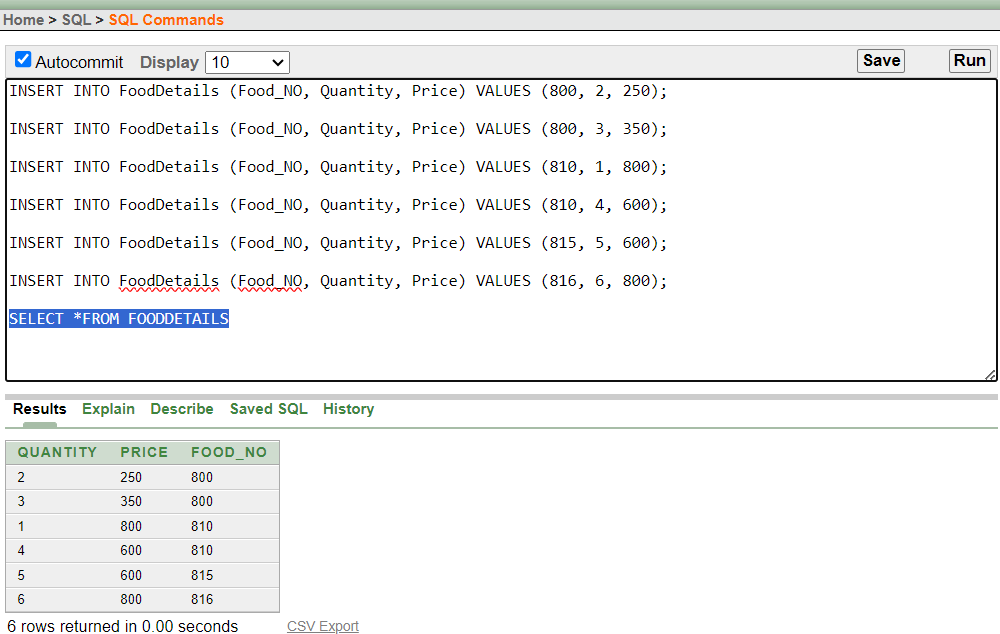 Home > SQL > SQL Commands
Autocommit Display 10 Save Run
INSERT INTO FoodDetails (Food_NO, Quantity, Price) VALUES (800, 2, 250);
INSERT INTO FoodDetails (Food_NO, Quantity, Price) VALUES (800, 3, 350);
INSERT INTO FoodDetails (Food_NO, Quantity, Price) VALUES (810, 1, 800);
INSERT INTO FoodDetails (Food_NO, Quantity, Price) VALUES (810, 4, 600);
INSERT INTO FoodDetails (Food_NO, Quantity, Price) VALUES (815, 5, 600);
INSERT INTO FoodDetails (Food_NO, Quantity, Price) VALUES (816, 6, 800);
SELECT *FROM FOODDETAILS
Results Explain Describe Saved SQL History
QUANTITY PRICE FOOD_NO
2 250 800
3 350 800
1 800 810
4 600 810
5 600 815
6 800 816
6 rows returned in 0.00 seconds CSV Export